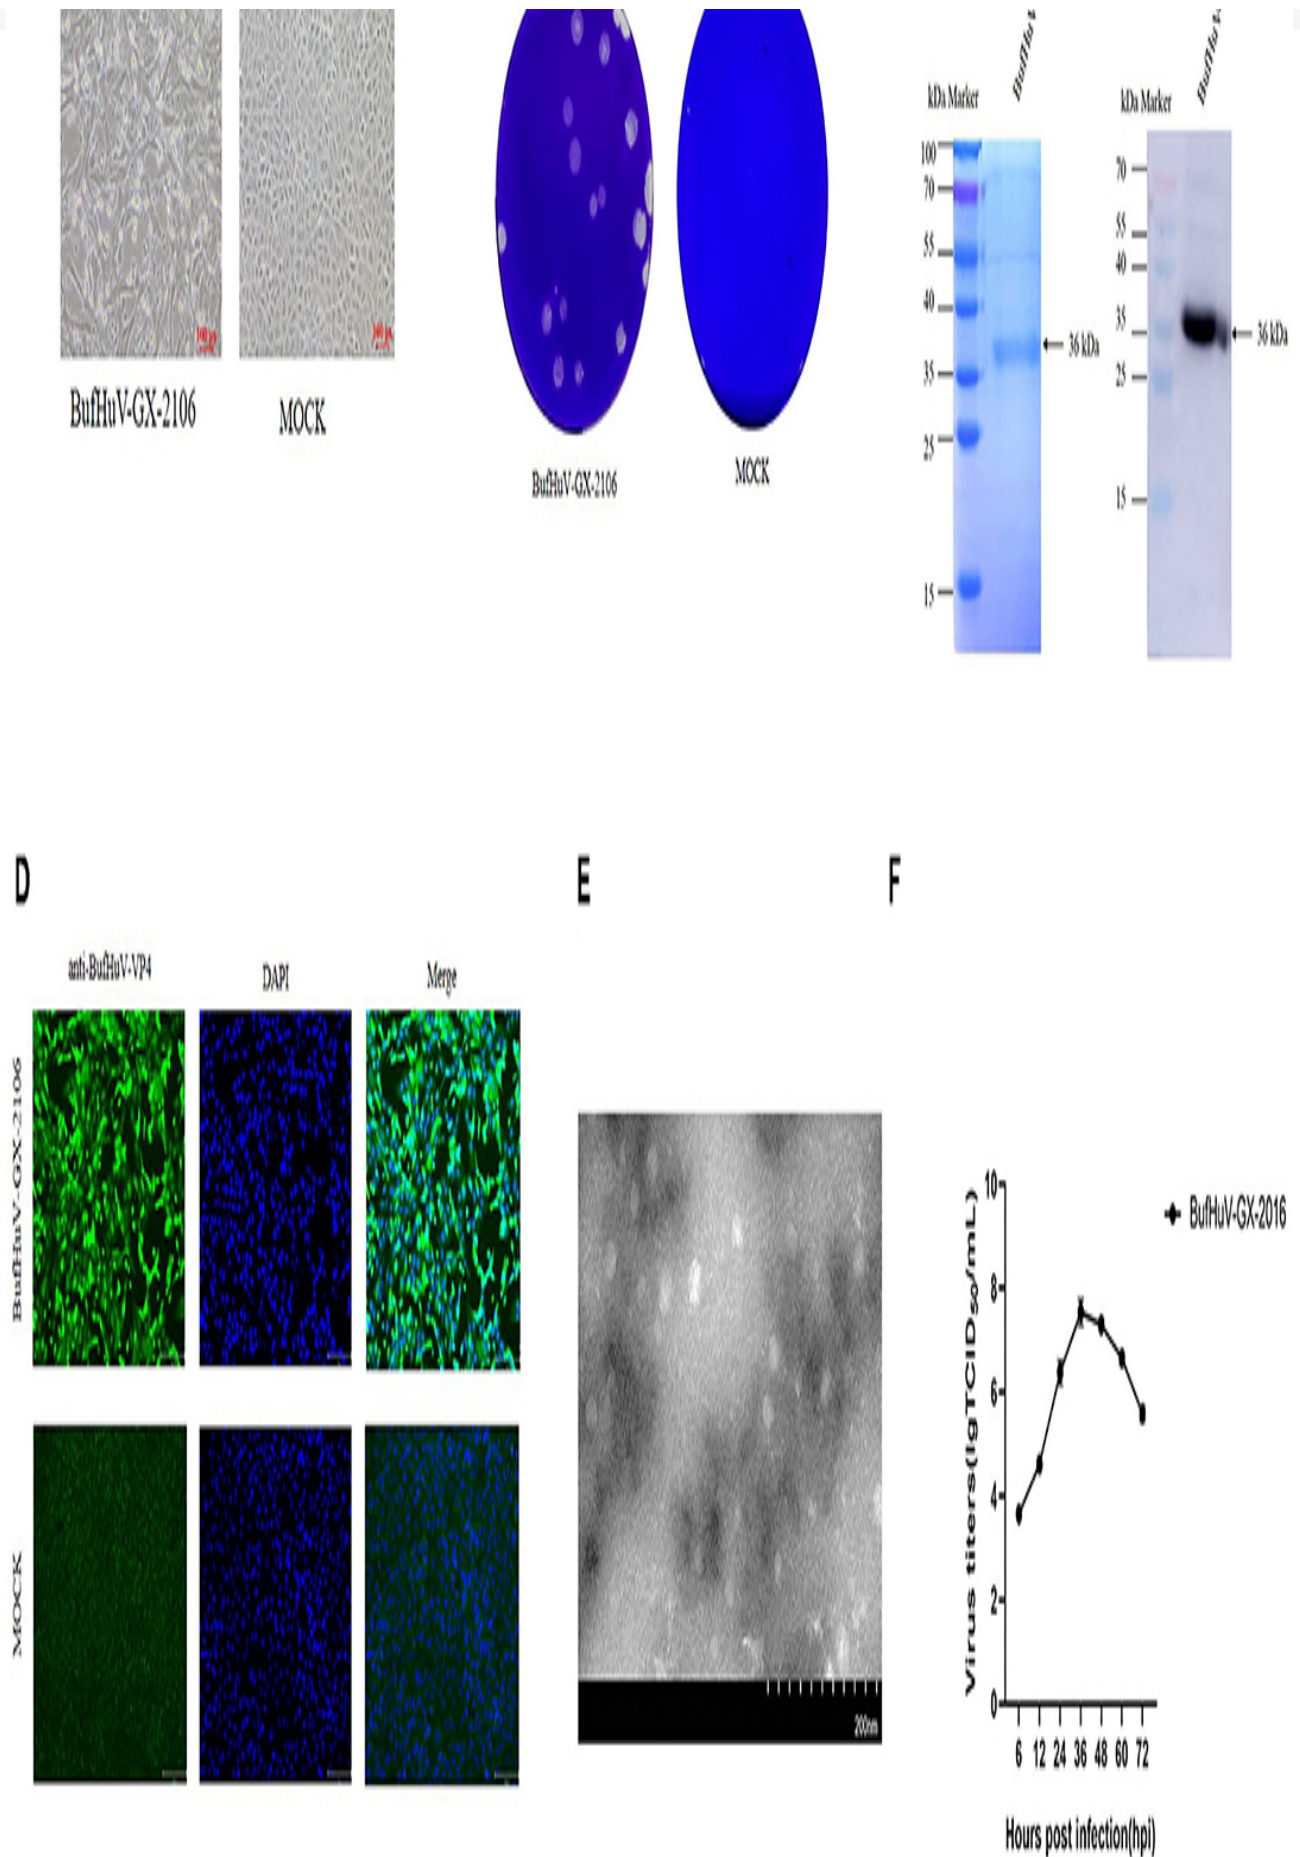 BufHuV-GX-2106
MOCK
BufHuV-GX-2106
MOCK
kDa Marker
100
70
55
40
35
25
15
36 kDa
kDa Marker
70
55
40
35
25
15
36 kDa
D
anti-BufHuV-VP4
DAPI
Merge
BufHuV-GX-2106
MOCK
E
200nm
F
Virus titers(lgTCID50/mL)
10
8
6
4
2
0
6 12 24 36 48 60 72
Hours post infection(hpi)
BufHuV-GX-2016